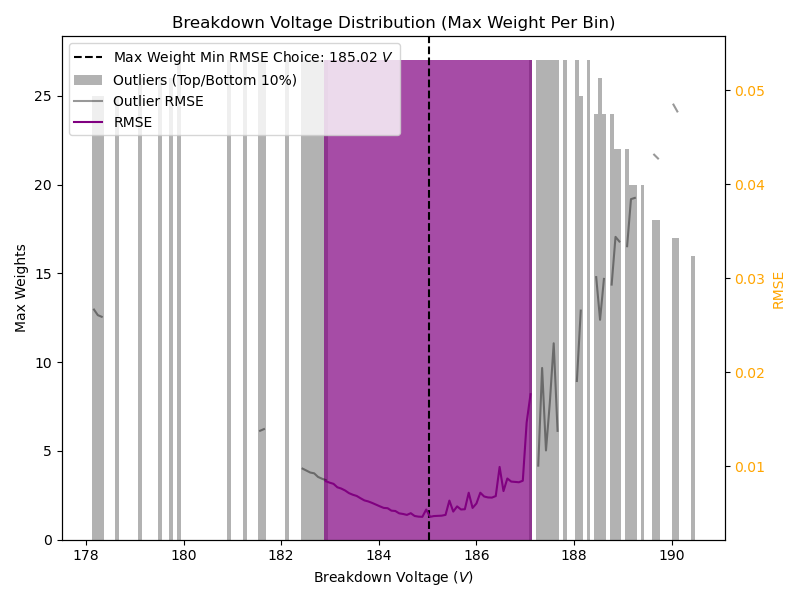 Breakdown Voltage Distribution (Max Weight Per Bin)
Max Weight Min RMSE Choice: 185.02 V
Outliers (Top/Bottom 10%)
Outlier RMSE
RMSE
Max Weights
0
5
10
15
20
25
178
180
182
184
186
188
190
Breakdown Voltage (V)
0.05
0.04
0.03
0.02
0.01
RMSE